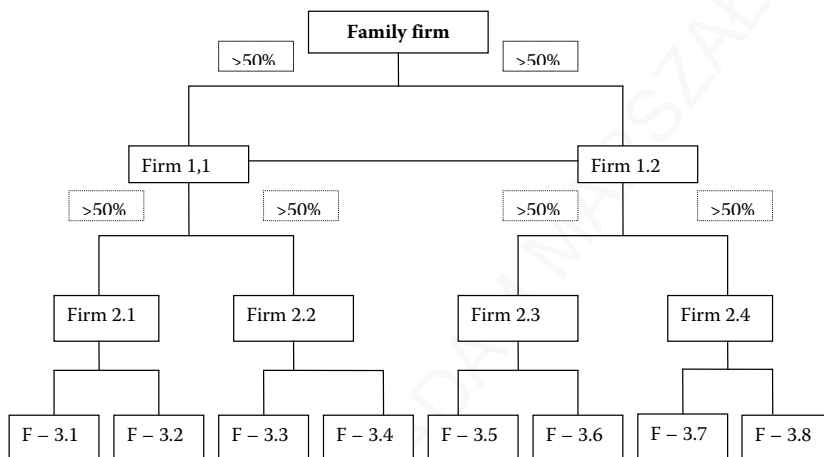 Family firm
>50%
>50%
Firm 1,1
Firm 1.2
>50%
>50%
>50%
>50%
Firm 2.1
Firm 2.2
Firm 2.3
Firm 2.4
F – 3.1
F – 3.2
F – 3.3
F – 3.4
F – 3.5
F – 3.6
F – 3.7
F – 3.8